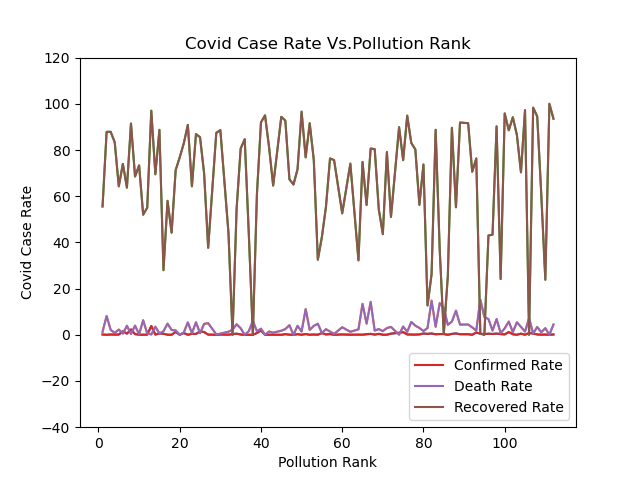 Covid Case Rate Vs.Pollution Rank
120
100
80
60
40
20
0
−20
−40
Covid Case Rate
0
20
40
60
80
100
Pollution Rank
Confirmed Rate
Death Rate
Recovered Rate